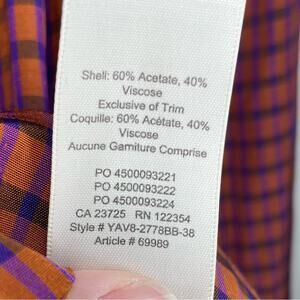 Shell: 60% Acetate, 40%
Viscose
Exclusive of Trim
Coquille: 60% Acétate, 40%
Viscose
Aucune Garniture Comprise
PO 4500093221
PO 4500093222
PO 4500093224
CA 23725 RN 122354
Style # YAV8-2778BB-38
Article # 69989